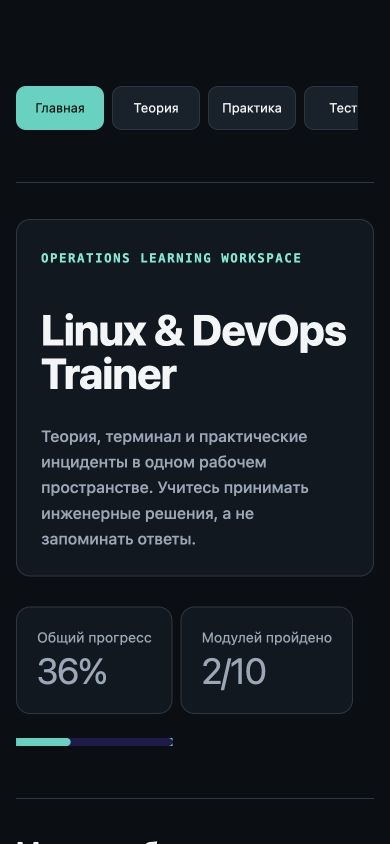 Главная
Теория
Практика
Тест
OPERATIONS LEARNING WORKSPACE
Linux & DevOps
Trainer
Теория, терминал и практические
инциденты в одном рабочем
пространстве. Учитесь принимать
инженерные решения, а не
запоминать ответы.
Общий прогресс
36%
Модулей пройдено
2/10